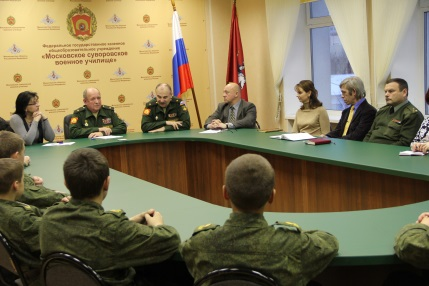 Федеральное государственное казенное
общеобразовательное учреждение
«Московское суворовское
военное училище»